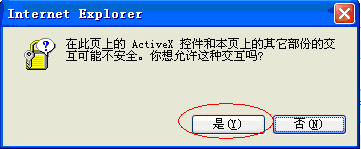 Internet Explorer
在此页上的 ActiveX 控件和本页上的其它部份的交
互可能不安全。你想允许这种交互吗?
是(Y) 否(N)